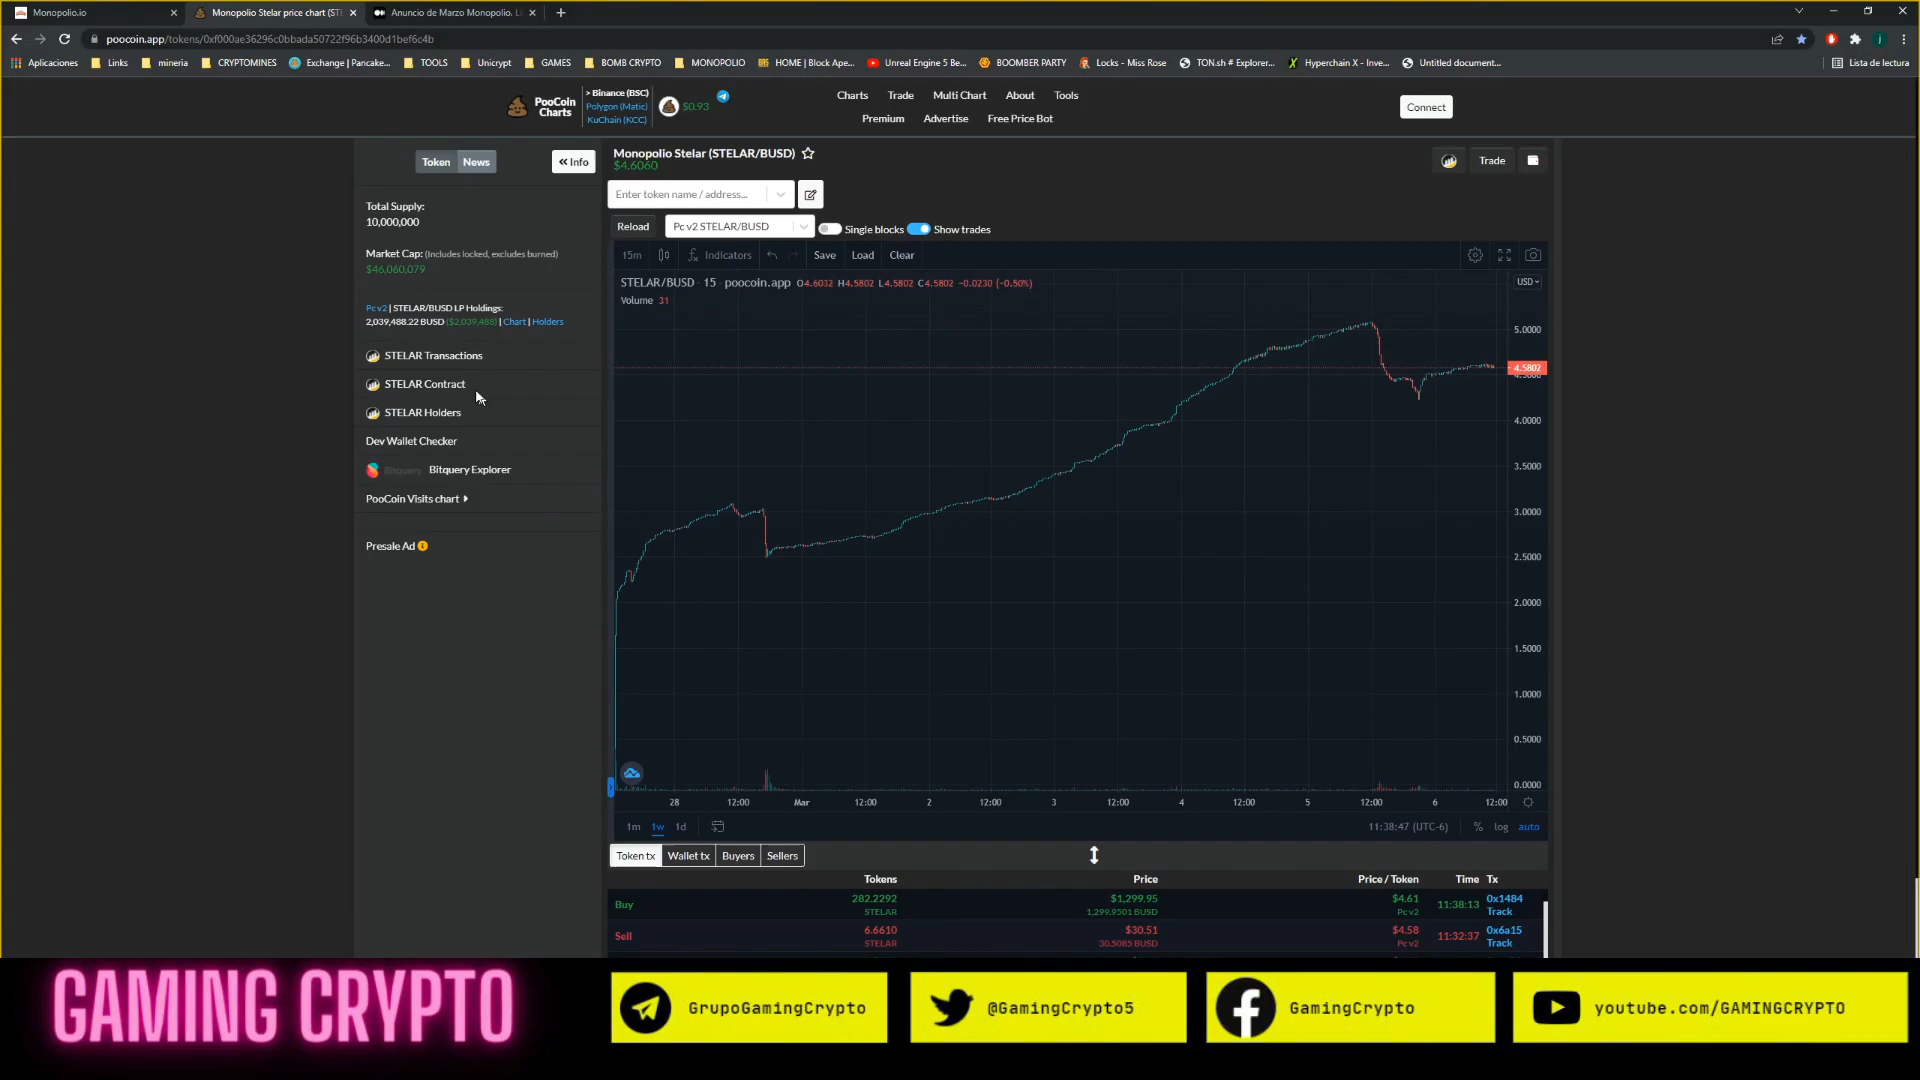 Monopolio.io
Monopolio Stelar price chart (STE
Anuncio de Marzo Monopolio. L
poocoin.app/tokens/0xf000ae36296c0bbada50722f96b3400d1bef6c4b
Aplicaciones Links mineria CRYPTOMINES Exchange | Pancake... TOOLS Unicrypt GAMES BOMB CRYPTO MONOPOLIO HOME | Block Ape... Unreal Engine 5 Be... BOOMBER PARTY Locks - Miss Rose TON.sh # Explorer... Hyperchain X - Inve... Untitled document... Lista de lectura
PooCoin Charts
> Binance (BSC)
Polygon (Matic)
KuChain (KCC)
$0.93
Charts Trade Multi Chart About Tools
Premium Advertise Free Price Bot
Connect
Token News
Info
Total Supply:
10,000,000
Market Cap: (Includes locked, excludes burned)
$46,060,079
Pc v2 | STELAR/BUSD LP Holdings:
2,039,488.22 BUSD ($2,039,488) | Chart | Holders
STELAR Transactions
STELAR Contract
STELAR Holders
Dev Wallet Checker
Bitquery Bitquery Explorer
PooCoin Visits chart
Presale Ad
Monopolio Stelar (STELAR/BUSD)
$4.6060
Trade
Enter token name / address...
Reload Pc v2 STELAR/BUSD Single blocks Show trades
15m Indicators Save Load Clear
STELAR/BUSD · 15 · poocoin.app O4.6032 H4.5802 L4.5802 C4.5802 -0.0230 (-0.50%)
Volume 31
USD
5.0000
4.5802
4.0000
3.5000
3.0000
2.5000
2.0000
1.5000
1.0000
0.5000
0.0000
28 12:00 Mar 12:00 2 12:00 3 12:00 4 12:00 5 12:00 6 12:00
1m 1w 1d
11:38:47 (UTC-6) % log auto
Token tx Wallet tx Buyers Sellers
Tokens Price Price / Token Time Tx
Buy 282.2292 $1,299.95 $4.61 11:38:13 0x1484
STELAR 1,299.9501 BUSD Pc v2 Track
Sell 6.6610 $30.51 $4.58 11:32:37 0x6a15
STELAR 30.5085 BUSD Pc v2 Track
GAMING CRYPTO
GrupoGamingCrypto
@GamingCrypto5
GamingCrypto
youtube.com/GAMINGCRYPTO